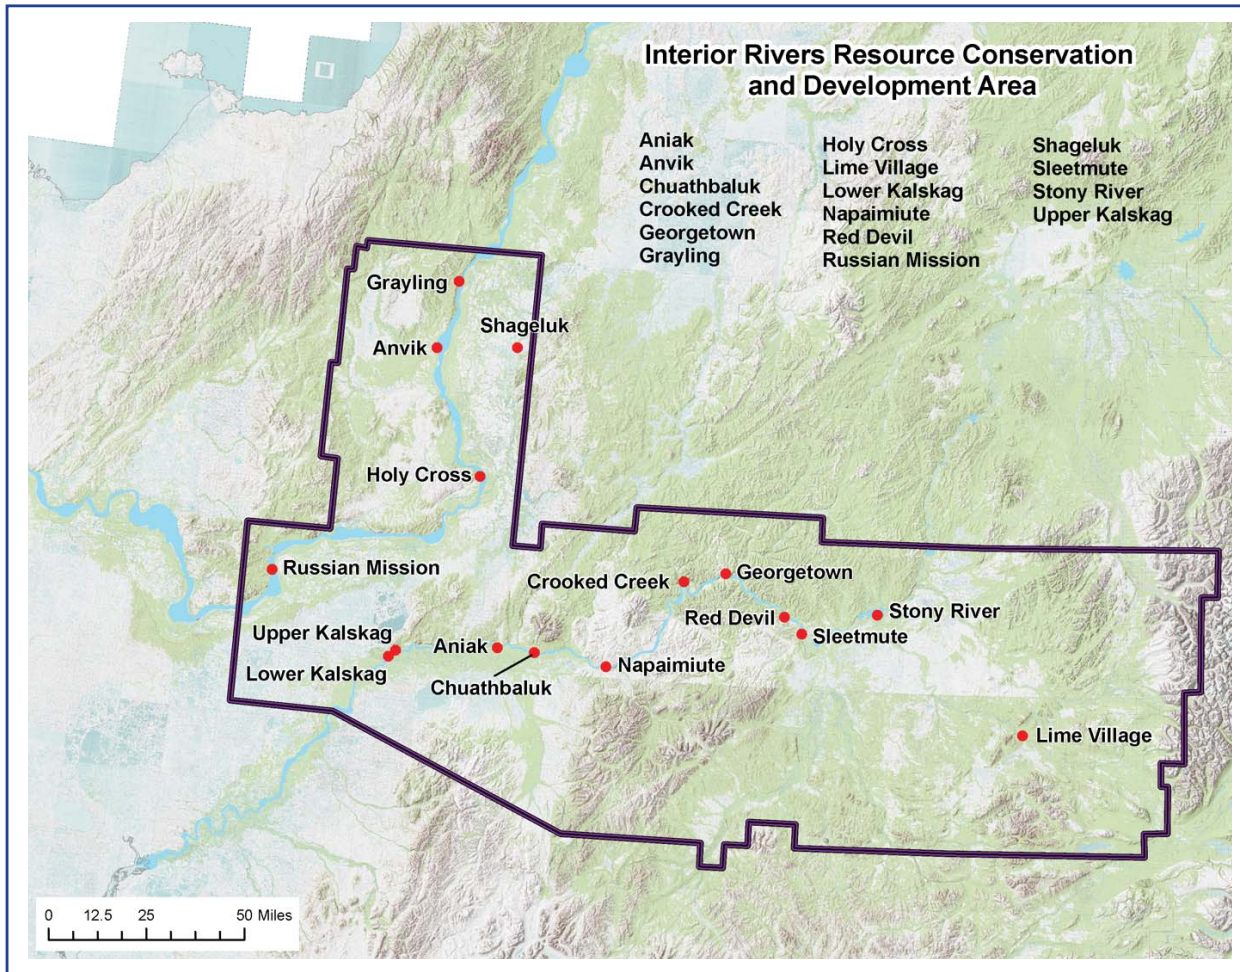 Interior Rivers Resource Conservation
and Development Area
Aniak
Anvik
Chuathbaluk
Crooked Creek
Georgetown
Grayling
Holy Cross
Lime Village
Lower Kalskag
Napaimiute
Red Devil
Russian Mission
Shageluk
Sleetmute
Stony River
Upper Kalskag
Grayling
Shageluk
Anvik
Holy Cross
Russian Mission
Georgetown
Crooked Creek
Stony River
Red Devil
Sleetmute
Upper Kalskag
Aniak
Lower Kalskag
Napaimiute
Chuathbaluk
Lime Village
0 12.5 25 50 Miles